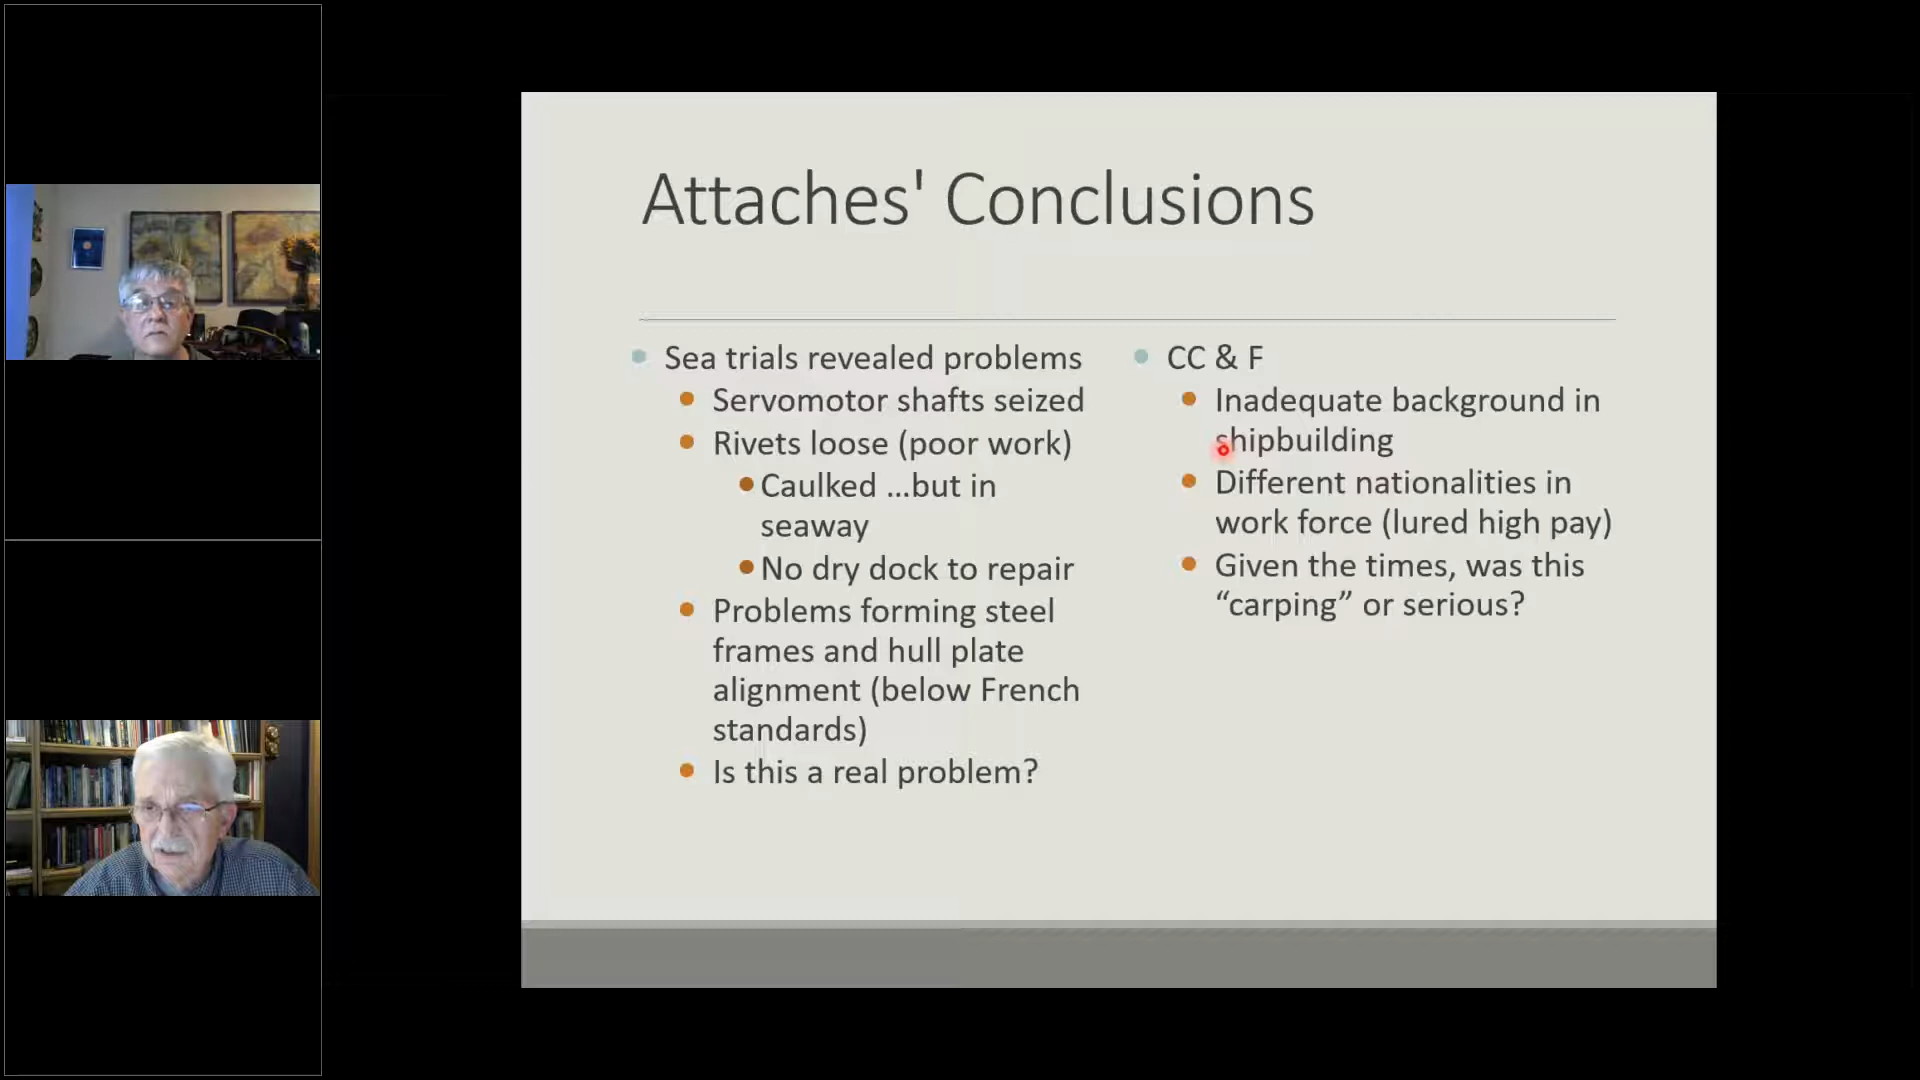 Attaches' Conclusions
Sea trials revealed problems
Servomotor shafts seized
Rivets loose (poor work)
Caulked ...but in
seaway
No dry dock to repair
Problems forming steel
frames and hull plate
alignment (below French
standards)
Is this a real problem?
CC & F
Inadequate background in
shipbuilding
Different nationalities in
work force (lured high pay)
Given the times, was this
“carping” or serious?